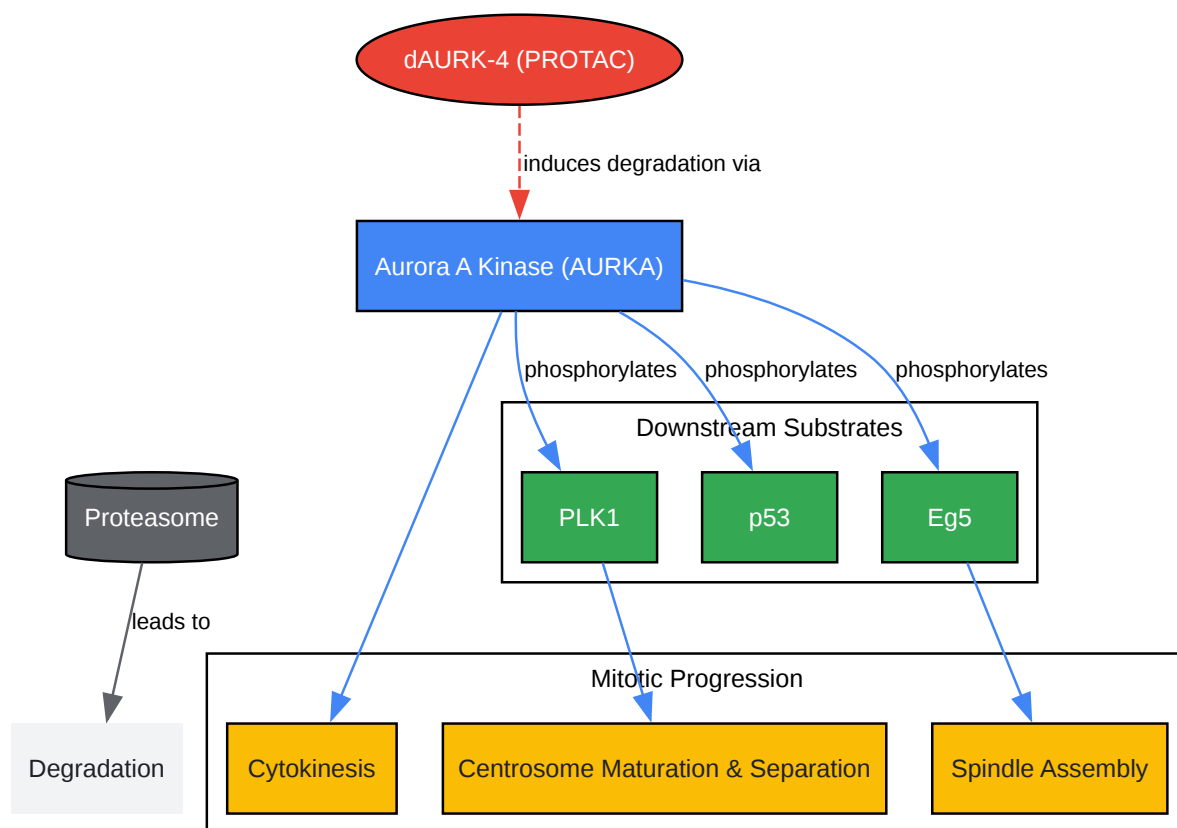 dAURK-4 (PROTAC)
induces degradation via
Aurora A Kinase (AURKA)
phosphorylates
phosphorylates
phosphorylates
Downstream Substrates
PLK1
p53
Eg5
Proteasome
leads to
Mitotic Progression
Degradation
Cytokinesis
Centrosome Maturation & Separation
Spindle Assembly